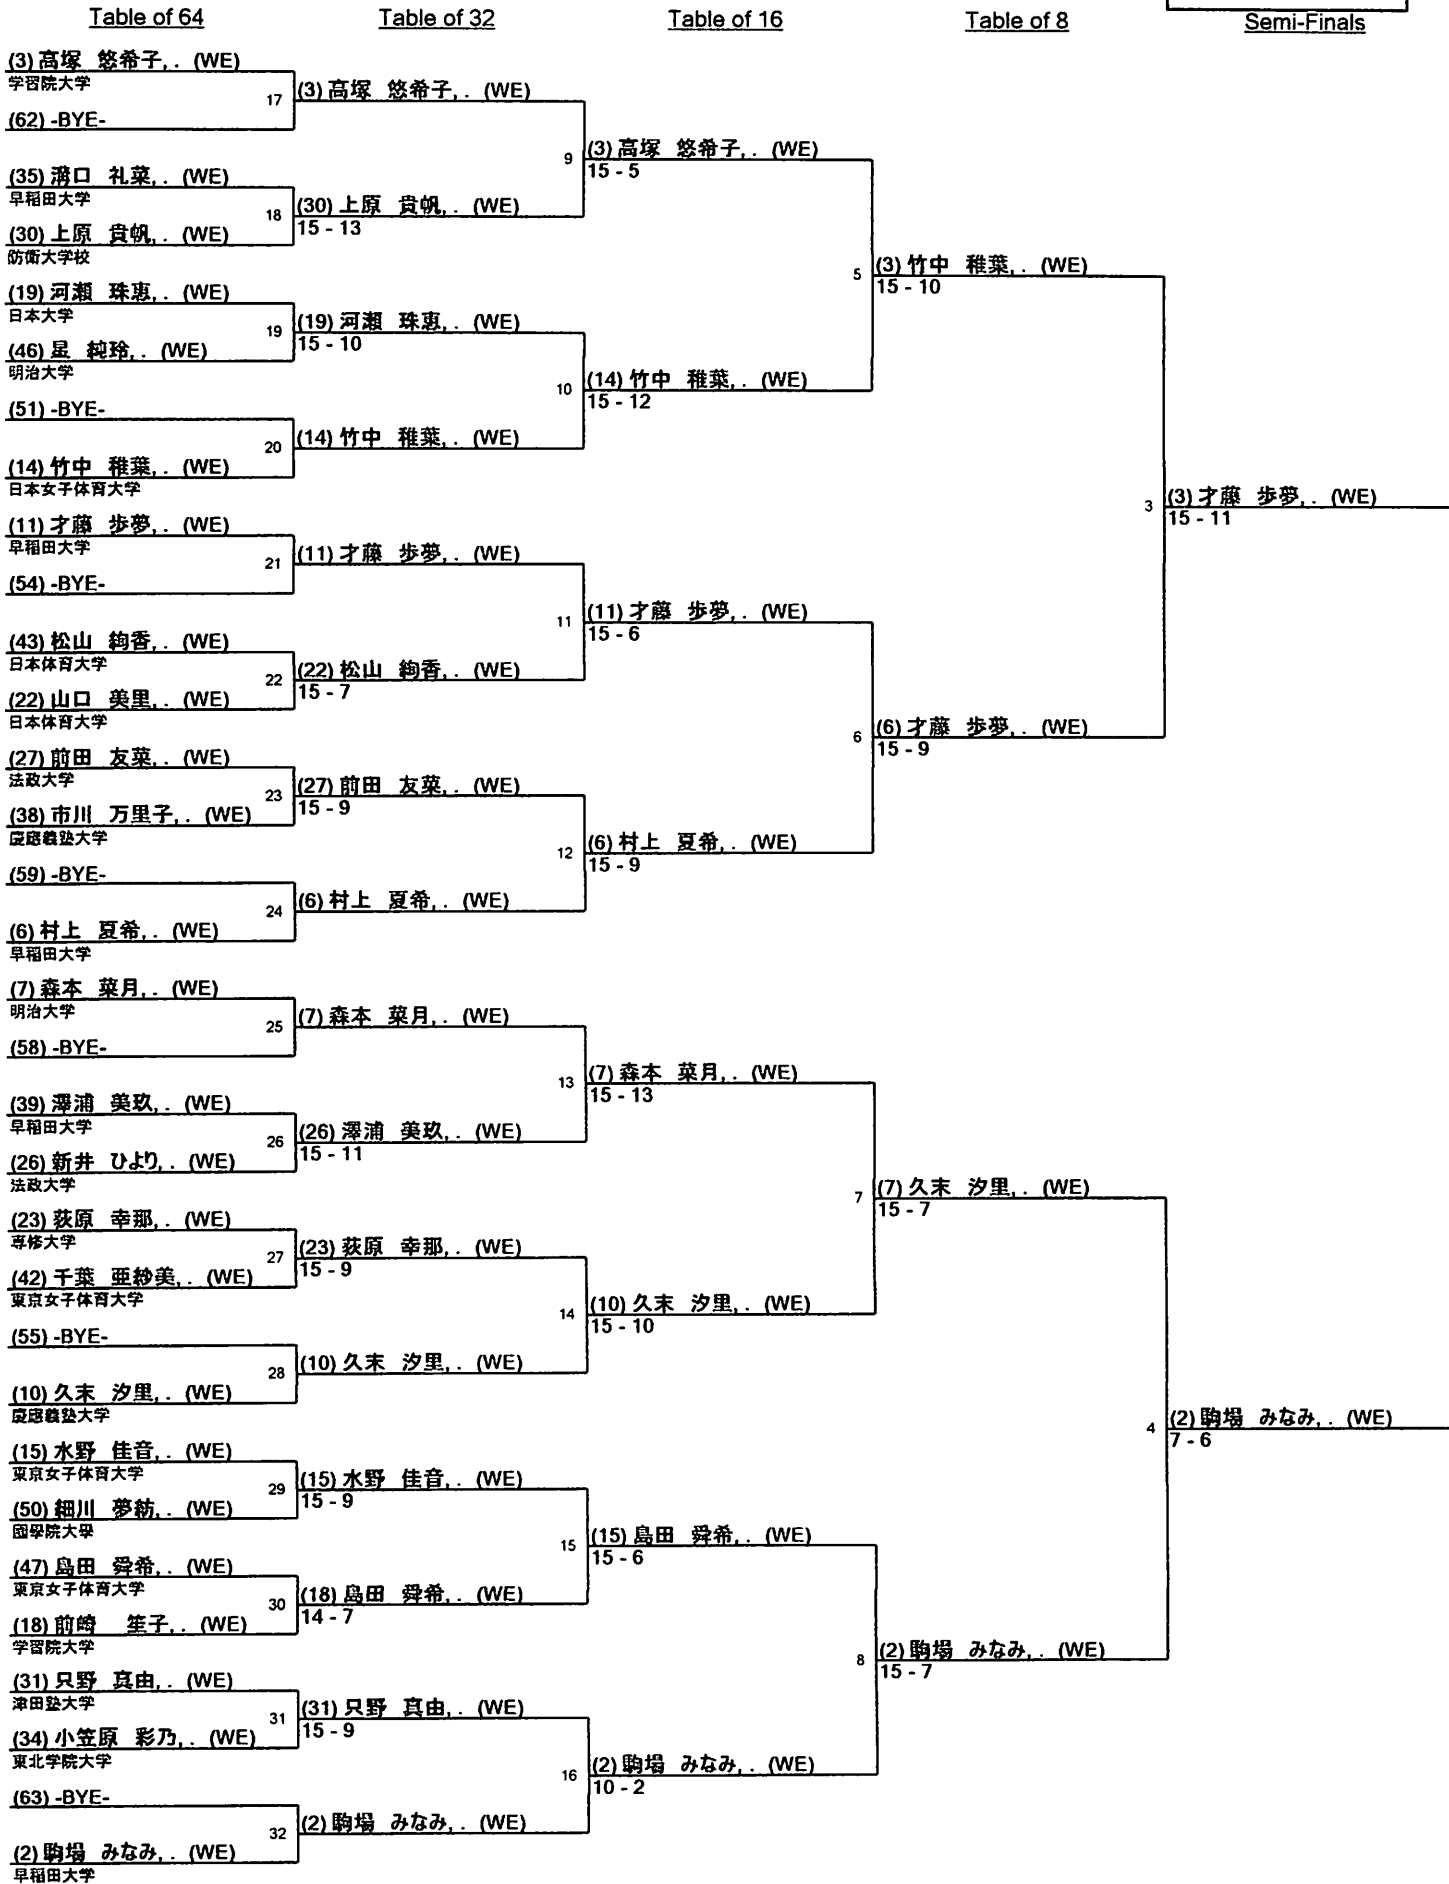 Table of 64
Table of 32
Table of 16
Table of 8
Semi-Finals
(3) 高塚 悠希子, . (WE)
学習院大学
(62) -BYE-
(35) 溝口 礼菜, . (WE)
早稲田大学
(30) 上原 貴帆, . (WE)
防衛大学校
(19) 河瀬 珠恵, . (WE)
日本大学
(46) 星 純玲, . (WE)
明治大学
(51) -BYE-
(14) 竹中 稚葉, . (WE)
日本女子体育大学
(11) 才藤 歩夢, . (WE)
早稲田大学
(54) -BYE-
(43) 松山 絢香, . (WE)
日本体育大学
(22) 山口 美里, . (WE)
日本体育大学
(27) 前田 友菜, . (WE)
法政大学
(38) 市川 万里子, . (WE)
慶應義塾大学
(59) -BYE-
(6) 村上 夏希, . (WE)
早稲田大学
(7) 森本 菜月, . (WE)
明治大学
(58) -BYE-
(39) 澤浦 美玖, . (WE)
早稲田大学
(26) 新井 ひより, . (WE)
法政大学
(23) 荻原 幸那, . (WE)
専修大学
(42) 千葉 亜紗美, . (WE)
東京女子体育大学
(55) -BYE-
(10) 久末 汐里, . (WE)
慶應義塾大学
(15) 水野 佳音, . (WE)
東京女子体育大学
(50) 細川 夢紡, . (WE)
國學院大學
(47) 島田 舜希, . (WE)
東京女子体育大学
(18) 前崎 笙子, . (WE)
学習院大学
(31) 只野 真由, . (WE)
津田塾大学
(34) 小笠原 彩乃, . (WE)
東北学院大学
(63) -BYE-
(2) 駒場 みなみ, . (WE)
早稲田大学
17
(3) 高塚 悠希子, . (WE)
18
(30) 上原 貴帆, . (WE)
15 - 13
19
(19) 河瀬 珠恵, . (WE)
15 - 10
20
(14) 竹中 稚葉, . (WE)
21
(11) 才藤 歩夢, . (WE)
22
(22) 松山 絢香, . (WE)
15 - 7
23
(27) 前田 友菜, . (WE)
15 - 9
24
(6) 村上 夏希, . (WE)
25
(7) 森本 菜月, . (WE)
26
(26) 澤浦 美玖, . (WE)
15 - 11
27
(23) 荻原 幸那, . (WE)
15 - 9
28
(10) 久末 汐里, . (WE)
29
(15) 水野 佳音, . (WE)
15 - 9
30
(18) 島田 舜希, . (WE)
14 - 7
31
(31) 只野 真由, . (WE)
15 - 9
32
(2) 駒場 みなみ, . (WE)
9
(3) 高塚 悠希子, . (WE)
15 - 5
10
(14) 竹中 稚葉, . (WE)
15 - 12
11
(11) 才藤 歩夢, . (WE)
15 - 6
12
(6) 村上 夏希, . (WE)
15 - 9
13
(7) 森本 菜月, . (WE)
15 - 13
14
(10) 久末 汐里, . (WE)
15 - 10
15
(15) 島田 舜希, . (WE)
15 - 6
16
(2) 駒場 みなみ, . (WE)
10 - 2
5
(3) 竹中 稚葉, . (WE)
15 - 10
6
(6) 才藤 歩夢, . (WE)
15 - 9
7
(7) 久末 汐里, . (WE)
15 - 7
8
(2) 駒場 みなみ, . (WE)
15 - 7
3
(3) 才藤 歩夢, . (WE)
15 - 11
4
(2) 駒場 みなみ, . (WE)
7 - 6